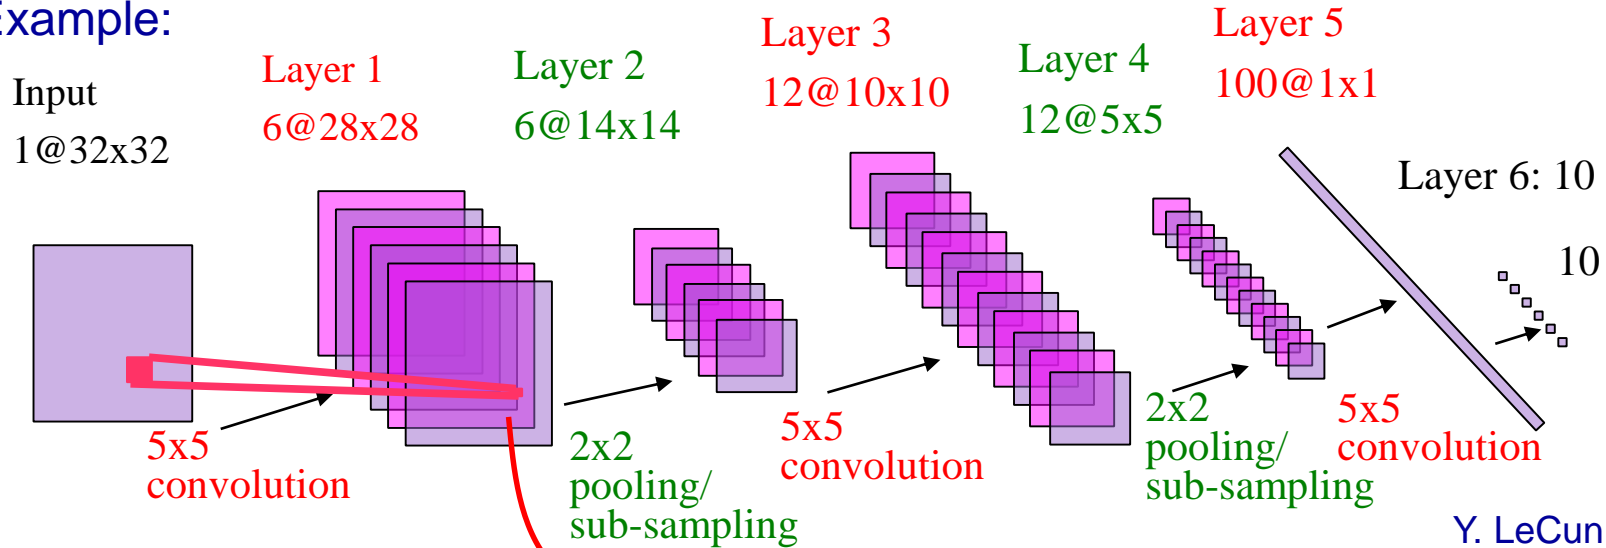 Example:
Input
1@32x32
Layer 1
6@28x28
Layer 2
6@14x14
Layer 3
12@10x10
Layer 4
12@5x5
Layer 5
100@1x1
Layer 6: 10
10
5x5
convolution
2x2
pooling/
sub-sampling
5x5
convolution
2x2
pooling/
sub-sampling
5x5
convolution
Y. LeCun